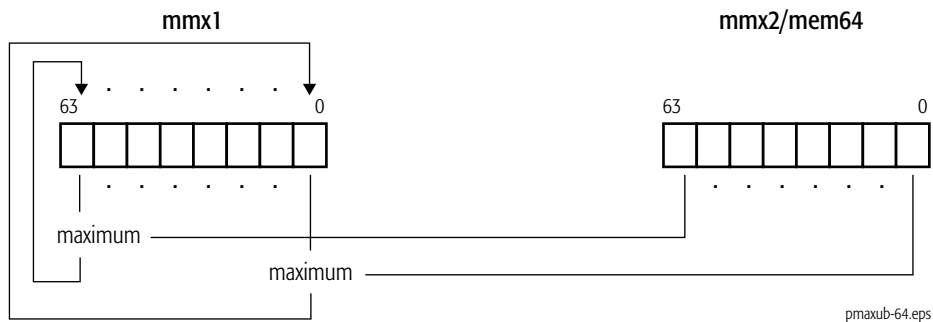 mmx1 mmx2/mem64
. . . . . .
63 0 63 0
. . . . . . . . . . . .
maximum
maximum
pmaxub-64.eps